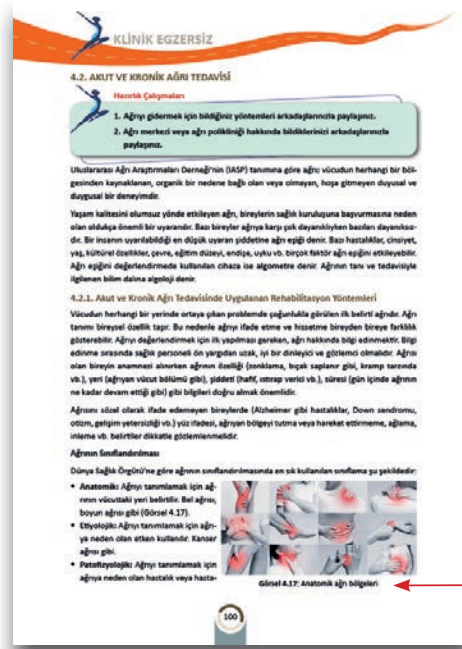 KLİNİK EGZERSİZ
4.2. AKUT VE KRONİK AĞRI TEDAVİSİ
Hazırlık Çalışmaları
1. Ağrıyı gidermek için bildiğiniz yöntemleri arkadaşlarınızla paylaşınız.
2. Ağrı merkezi veya ağrı polikliniği hakkında bildiklerinizi arkadaşlarınızla
paylaşınız.
Uluslararası Ağrı Araştırmaları Derneği'nin (IASP) tanımına göre ağrı; vücudun herhangi bir böl-
gesinden kaynaklanan, organik bir nedene bağlı olan veya olmayan, hoşa gitmeyen duyusal ve
duygusal bir deneyimdir.
Yaşam kalitesini olumsuz yönde etkileyen ağrı, bireylerin sağlık kuruluşuna başvurmasına neden
olan oldukça önemli bir uyarandır. Bazı bireyler ağrıya karşı çok dayanıklıyken bazıları dayanıksız-
dır. Bir insanın uyarılabildiği en düşük uyaran şiddetine ağrı eşiği denir. Bazı hastalıklar, cinsiyet,
yaş, kültürel özellikler, çevre, eğitim düzeyi, endişe, uyku vb. birçok faktör ağrı eşiğini etkileyebilir.
Ağrı eşiğini değerlendirmede kullanılan cihaza ise algometre denir. Ağrının tanı ve tedavisiyle
ilgilenen bilim dalına algoloji denir.
4.2.1. Akut ve Kronik Ağrı Tedavisinde Uygulanan Rehabilitasyon Yöntemleri
Vücudun herhangi bir yerinde ortaya çıkan problemde çoğunlukla görülen ilk belirti ağrıdır. Ağrı
tanımı bireysel özellik taşır. Bu nedenle ağrıyı ifade etme ve hissetme bireyden bireye farklılık
gösterebilir. Ağrıyı değerlendirmek için ilk yapılması gereken, ağrı hakkında bilgi edinmektir. Bilgi
edinme sırasında sağlık personeli ön yargıdan uzak, iyi bir dinleyici ve gözlemci olmalıdır. Ağrısı
olan bireyin anamnezi alınırken ağrının özelliği (zonklama, bıçak saplanır gibi, kramp tarzında
vb.), yeri (ağrıyan vücut bölümü gibi), şiddeti (hafif, ıstırap verici vb.), süresi (gün içinde ağrının
ne kadar devam ettiği gibi) gibi bilgileri doğru almak önemlidir.
Ağrısını sözel olarak ifade edemeyen bireylerde (Alzheimer gibi hastalıklar, Down sendromu,
otizm, gelişim yetersizliği vb.) yüz ifadesi, ağrıyan bölgeyi tutma veya hareket ettirmeme, ağlama,
inleme vb. belirtiler dikkatle gözlemlenmelidir.
Ağrının Sınıflandırılması
Dünya Sağlık Örgütü'ne göre ağrının sınıflandırılmasında en sık kullanılan sınıflama şu şekildedir:
• Anatomik: Ağrıyı tanımlamak için ağ-
rının vücuttaki yeri belirtilir. Bel ağrısı,
boyun ağrısı gibi (Görsel 4.17).
• Etiyolojik: Ağrıyı tanımlamak için ağrı-
ya neden olan etken kullanılır. Kanser
ağrısı gibi.
• Patofizyolojik: Ağrıyı tanımlamak için
ağrıya neden olan hastalık veya hasta-
Görsel 4.17: Anatomik ağrı bölgeleri
100